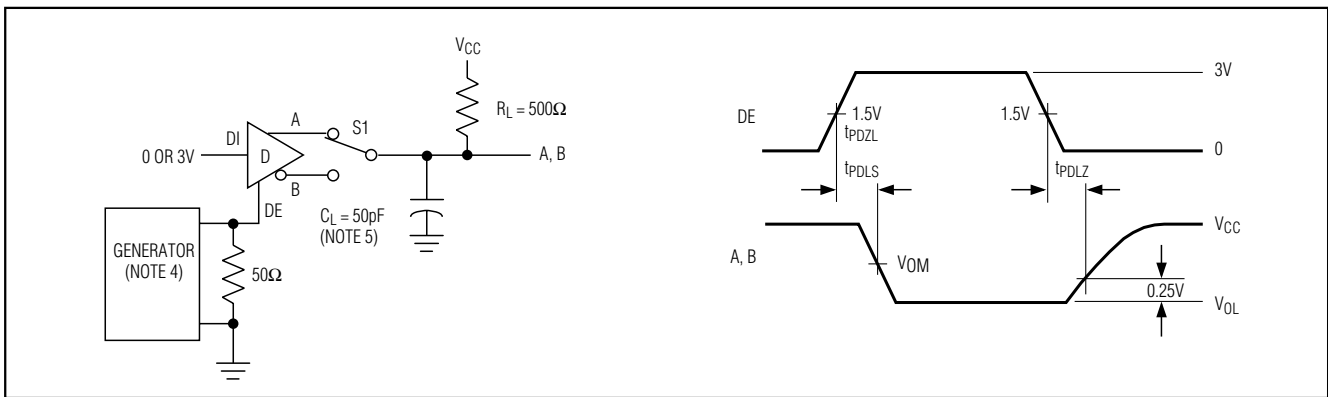 VCC
RL = 500Ω
A
S1
DI
D
0 OR 3V
A, B
B
DE
CL = 50pF
(NOTE 5)
GENERATOR
(NOTE 4)
50Ω
3V
DE
1.5V
1.5V
tPDZL
0
tPDLS
tPDLZ
VCC
A, B
VOM
0.25V
VOL